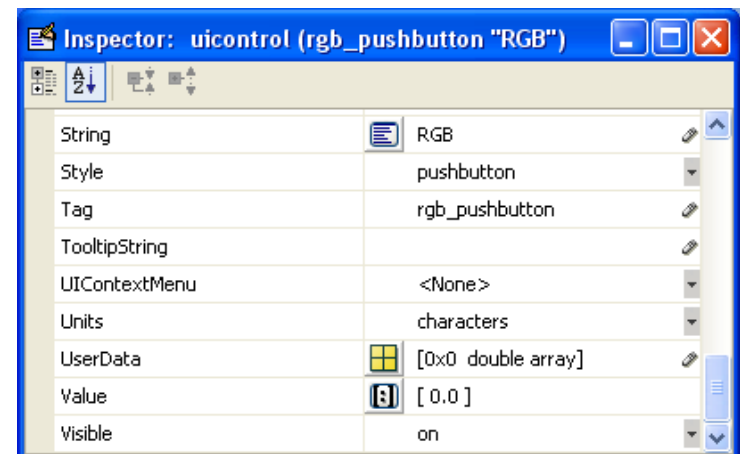 Inspector: uicontrol (rgb_pushbutton "RGB")
String RGB
Style pushbutton
Tag rgb_pushbutton
TooltipString
UIContextMenu <None>
Units characters
UserData [0x0 double array]
Value [ 0.0 ]
Visible on